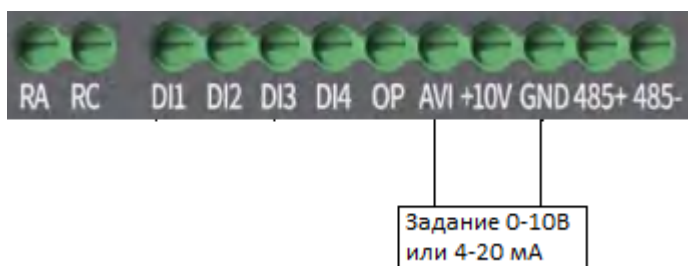 RA RC DI1 DI2 DI3 DI4 OP AVI +10V GND 485+ 485-
Задание 0-10В
или 4-20 мА